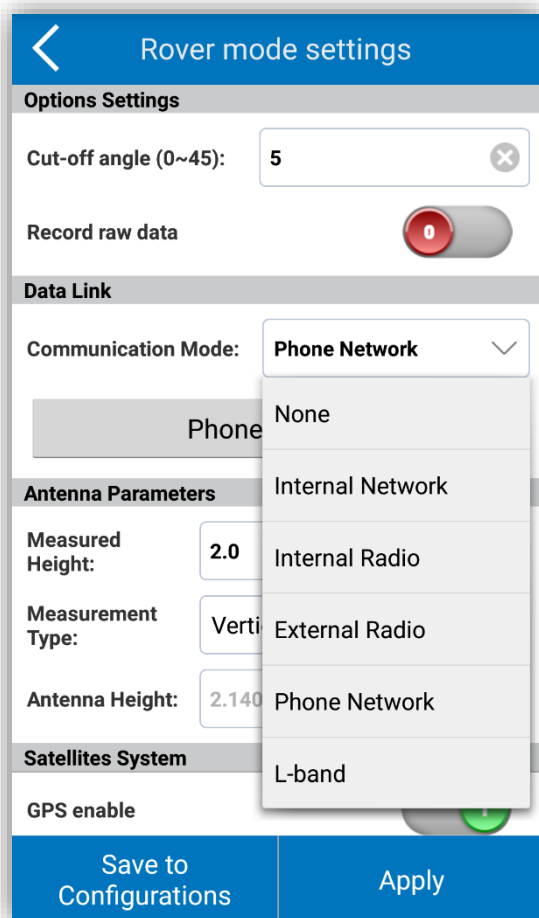 Rover mode settings
Options Settings
Cut-off angle (0~45):
5
Record raw data
0
Data Link
Communication Mode:
Phone Network
Phone
None
Internal Network
Internal Radio
External Radio
Phone Network
L-band
Antenna Parameters
Measured
Height:
2.0
Measurement
Type:
Verti
Antenna Height:
2.140
Satellites System
GPS enable
Save to
Configurations
Apply